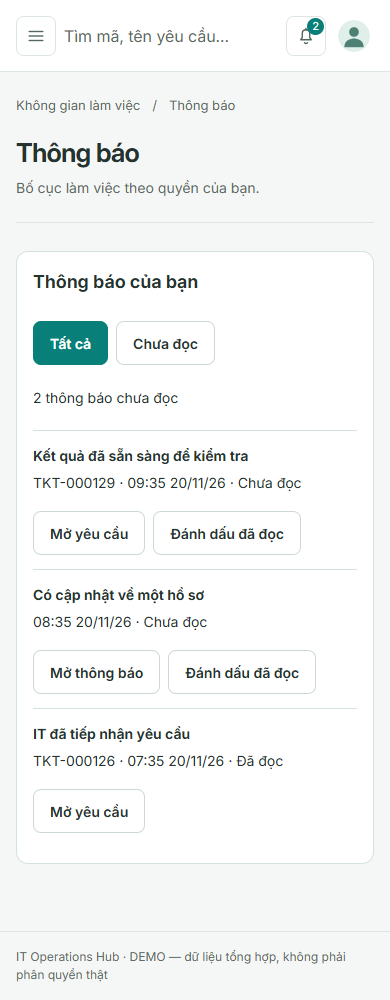 Tìm mã, tên yêu cầu...
2
Không gian làm việc / Thông báo
Thông báo
Bố cục làm việc theo quyền của bạn.
Thông báo của bạn
Tất cả
Chưa đọc
2 thông báo chưa đọc
Kết quả đã sẵn sàng để kiểm tra
TKT-000129 · 09:35 20/11/26 · Chưa đọc
Mở yêu cầu
Đánh dấu đã đọc
Có cập nhật về một hồ sơ
08:35 20/11/26 · Chưa đọc
Mở thông báo
Đánh dấu đã đọc
IT đã tiếp nhận yêu cầu
TKT-000126 · 07:35 20/11/26 · Đã đọc
Mở yêu cầu
IT Operations Hub · DEMO — dữ liệu tổng hợp, không phải
phân quyền thật